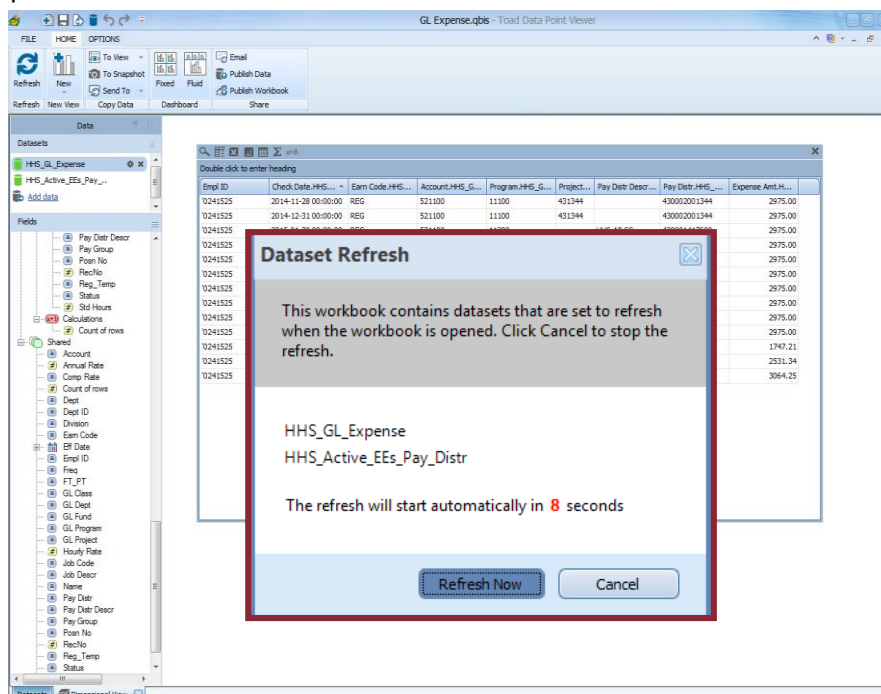 GL Expense.qbis - Toad Data Point Viewer
FILE HOME OPTIONS
To View
To Snapshot
Send To
Refresh New
Fixed Fluid
Email
Publish Data
Publish Workbook
Refresh New View Copy Data Dashboard Share
Data
Datasets
HHS_GL_Expense
HHS_Active_EEs_Pay_...
Add data
Fields
Pay Distr Descr
Pay Group
Posn No
RecNo
Reg_Temp
Status
Std Hours
Calculations
Count of rows
Shared
Account
Annual Rate
Comp Rate
Count of rows
Dept
Dept ID
Division
Earn Code
Eff Date
Empl ID
Freq
FT_PT
GL Class
GL Dept
GL Fund
GL Program
GL Project
Hourly Rate
Job Code
Job Descr
Name
Pay Distr
Pay Distr Descr
Pay Group
Posn No
RecNo
Reg_Temp
Status
Double click to enter heading
Empl ID Check Date.HHS... Earn Code.HHS... Account.HHS_G... Program.HHS_G... Project... Pay Distr Descr... Pay Distr.HHS_... Expense Amt.H...
'0241525 2014-11-28 00:00:00 REG 521100 11100 431344 430002001344 2975.00
'0241525 2014-12-31 00:00:00 REG 521100 11100 431344 430002001344 2975.00
'0241525 2975.00
'0241525 2975.00
'0241525 2975.00
'0241525 2975.00
'0241525 2975.00
'0241525 2975.00
'0241525 2975.00
'0241525 2975.00
'0241525 1747.21
'0241525 2531.34
'0241525 3064.25
Dataset Refresh
This workbook contains datasets that are set to refresh
when the workbook is opened. Click Cancel to stop the
refresh.
HHS_GL_Expense
HHS_Active_EEs_Pay_Distr
The refresh will start automatically in 8 seconds
Refresh Now Cancel